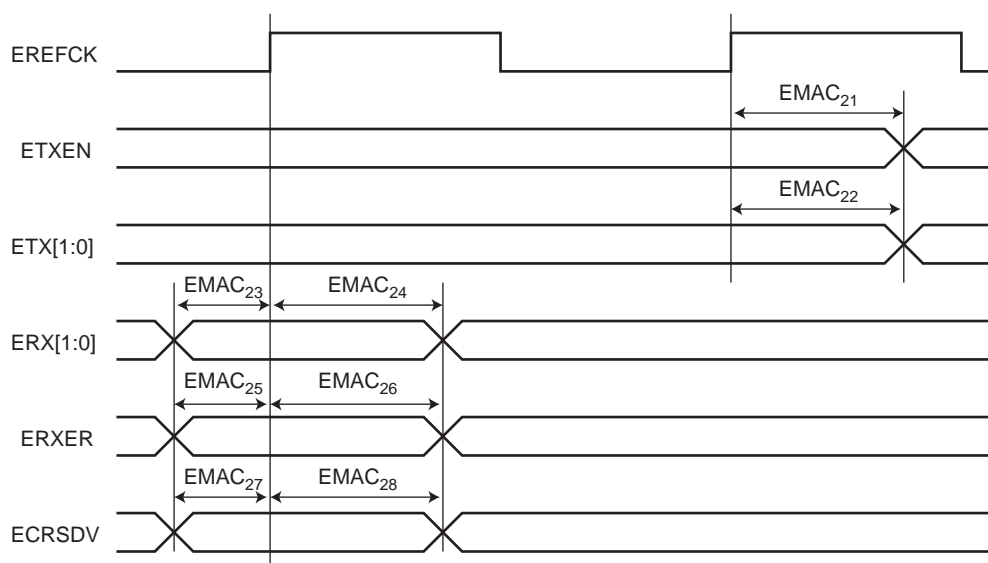 EREFCK
EMAC21
ETXEN
EMAC22
ETX[1:0]
EMAC23 EMAC24
ERX[1:0]
EMAC25 EMAC26
ERXER
EMAC27 EMAC28
ECRSDV